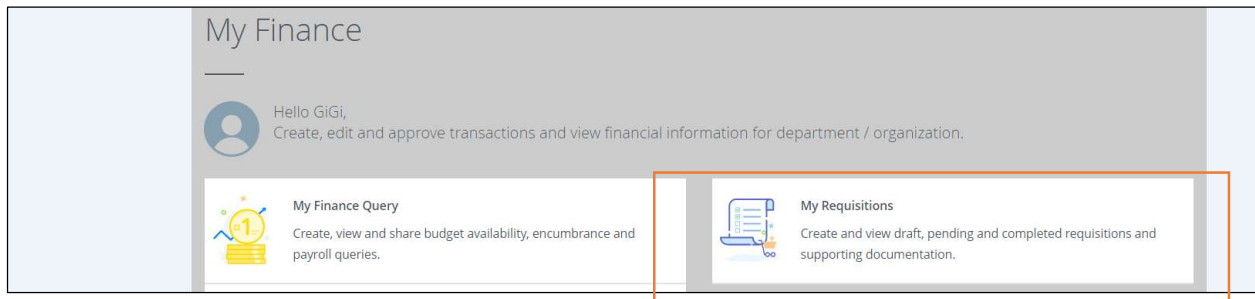 My Finance
Hello GiGi,
Create, edit and approve transactions and view financial information for department / organization.
My Finance Query
Create, view and share budget availability, encumbrance and
payroll queries.
My Requisitions
Create and view draft, pending and completed requisitions and
supporting documentation.